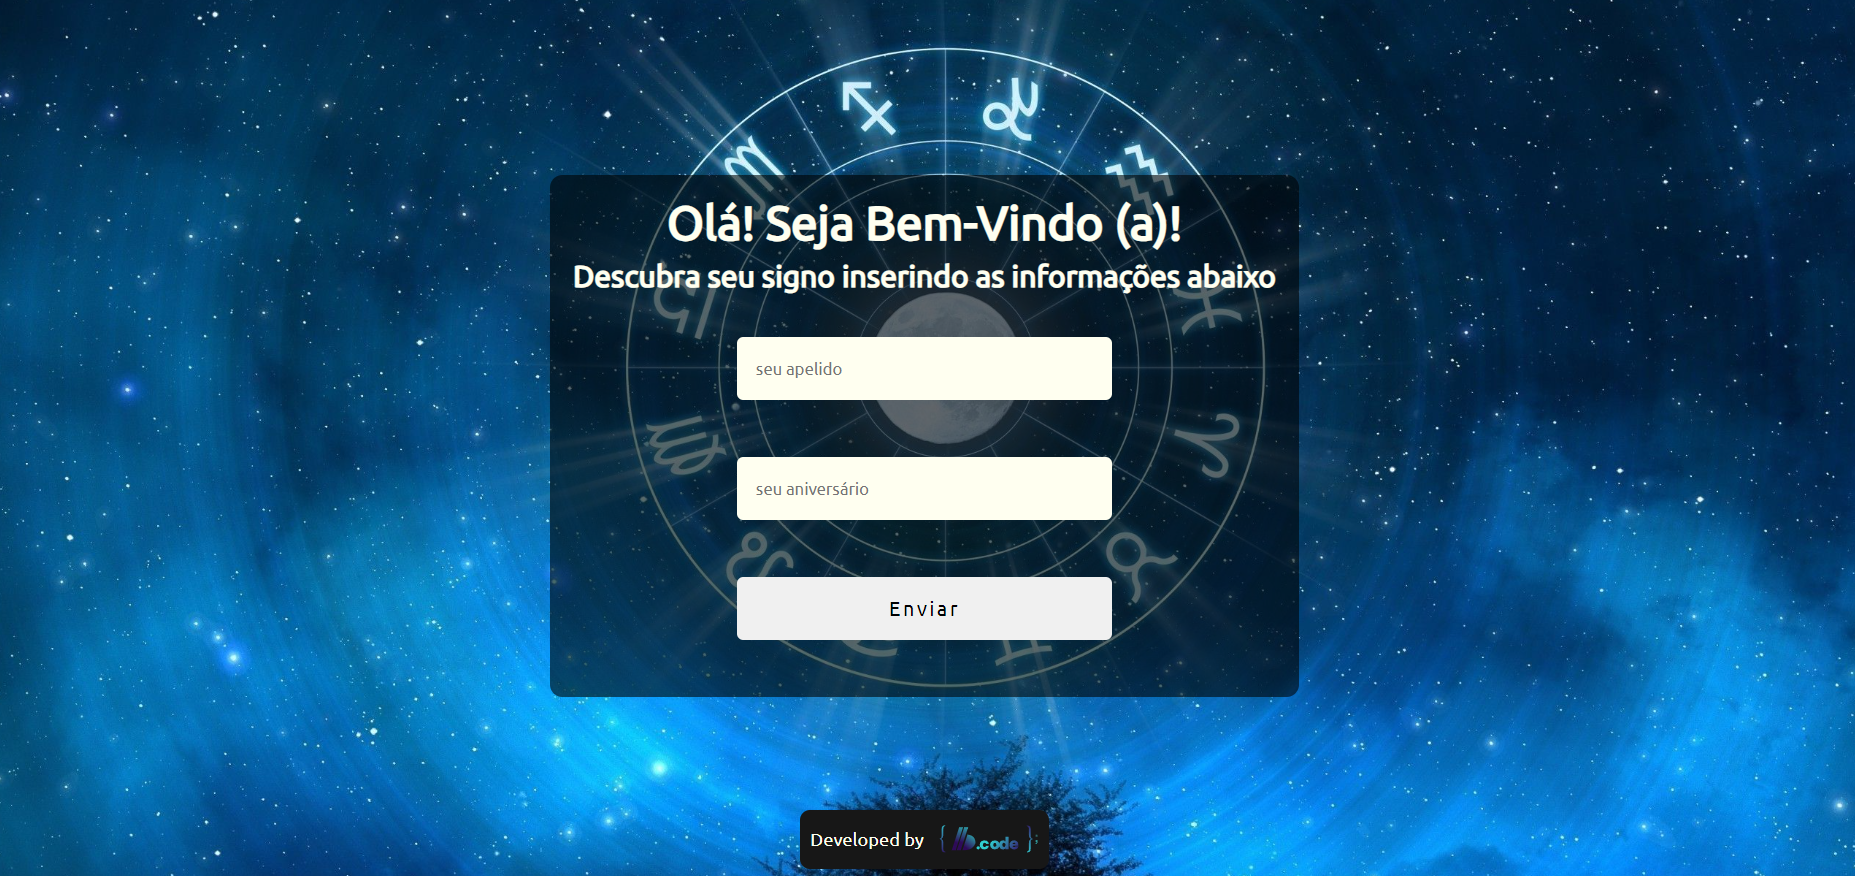 Olá! Seja Bem-Vindo (a)!
Descubra seu signo inserindo as informações abaixo
seu apelido
seu aniversário
Enviar
Developed by { b.code };